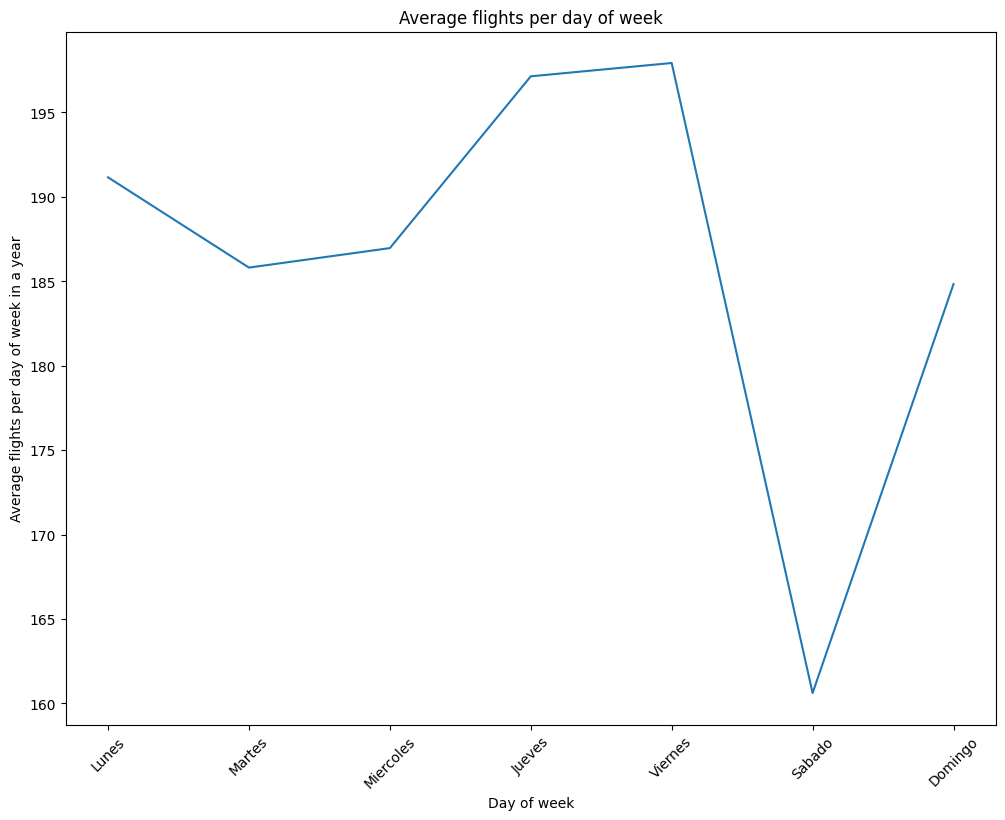 Average flights per day of week
Average flights per day of week in a year
195
190
185
180
175
170
165
160
Lunes
Martes
Miercoles
Jueves
Viernes
Sabado
Domingo
Day of week